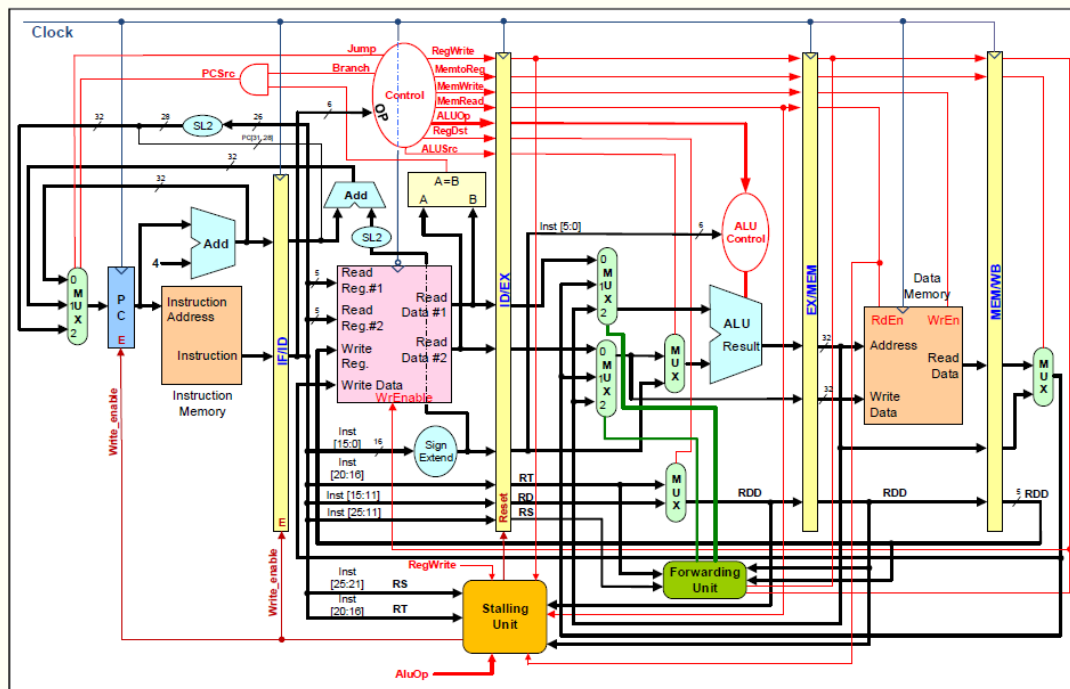 Clock
Jump
Branch
PCSrc
Control
OP
6
RegWrite
MemtoReg
MemWrite
MemRead
ALUOp
RegDst
ALUSrc
32
28
SL2
26
PC[31, 28]
32
32
Add
SL2
A=B
A
B
Add
4
0
M
1U
X
2
P
C
E
Instruction
Address
Instruction
Instruction
Memory
IF/ID
E
5
Read
Reg.#1
5
Read
Reg.#2
Write
Reg.
Write Data
WrEnable
Read
Data #1
Read
Data #2
ID/EX
Reset
Inst [5:0]
6
ALU
Control
0
M
1U
X
2
0
M
1U
X
2
M
U
X
ALU
Result
EX/MEM
32
32
Data
Memory
RdEn
WrEn
Address
Read
Data
Write
Data
MEM/WB
M
U
X
Inst
[15:0]
16
Sign
Extend
Inst
[20:16]
RT
Inst [15:11]
RD
Inst [25:11]
RS
M
U
X
RDD
RDD
5
RDD
Write_enable
Write_enable
RegWrite
Inst
[25:21]
RS
Inst
[20:16]
RT
Stalling
Unit
Forwarding
Unit
AluOp